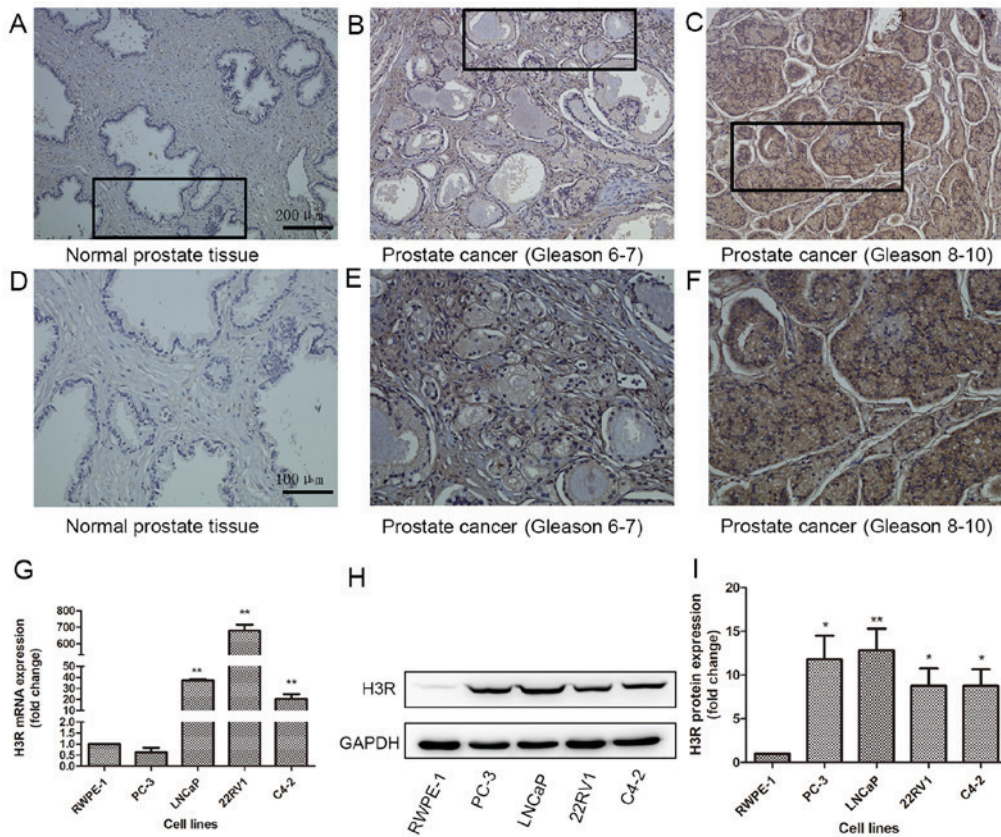 A
B
C
200 μm
Normal prostate tissue
Prostate cancer (Gleason 6-7)
Prostate cancer (Gleason 8-10)
D
E
F
100 μm
Normal prostate tissue
Prostate cancer (Gleason 6-7)
Prostate cancer (Gleason 8-10)
G
H3R mRNA expression
(fold change)
800
700
600
50
40
30
20
10
2.0
1.5
1.0
0.5
0.0
**
**
**
RWPE-1
PC-3
LNCaP
22RV1
C4-2
Cell lines
H
H3R
GAPDH
RWPE-1
PC-3
LNCaP
22RV1
C4-2
I
H3R protein expression
(fold change)
20
15
10
5
0
*
**
*
*
RWPE-1
PC-3
LNCaP
22RV1
C4-2
Cell lines